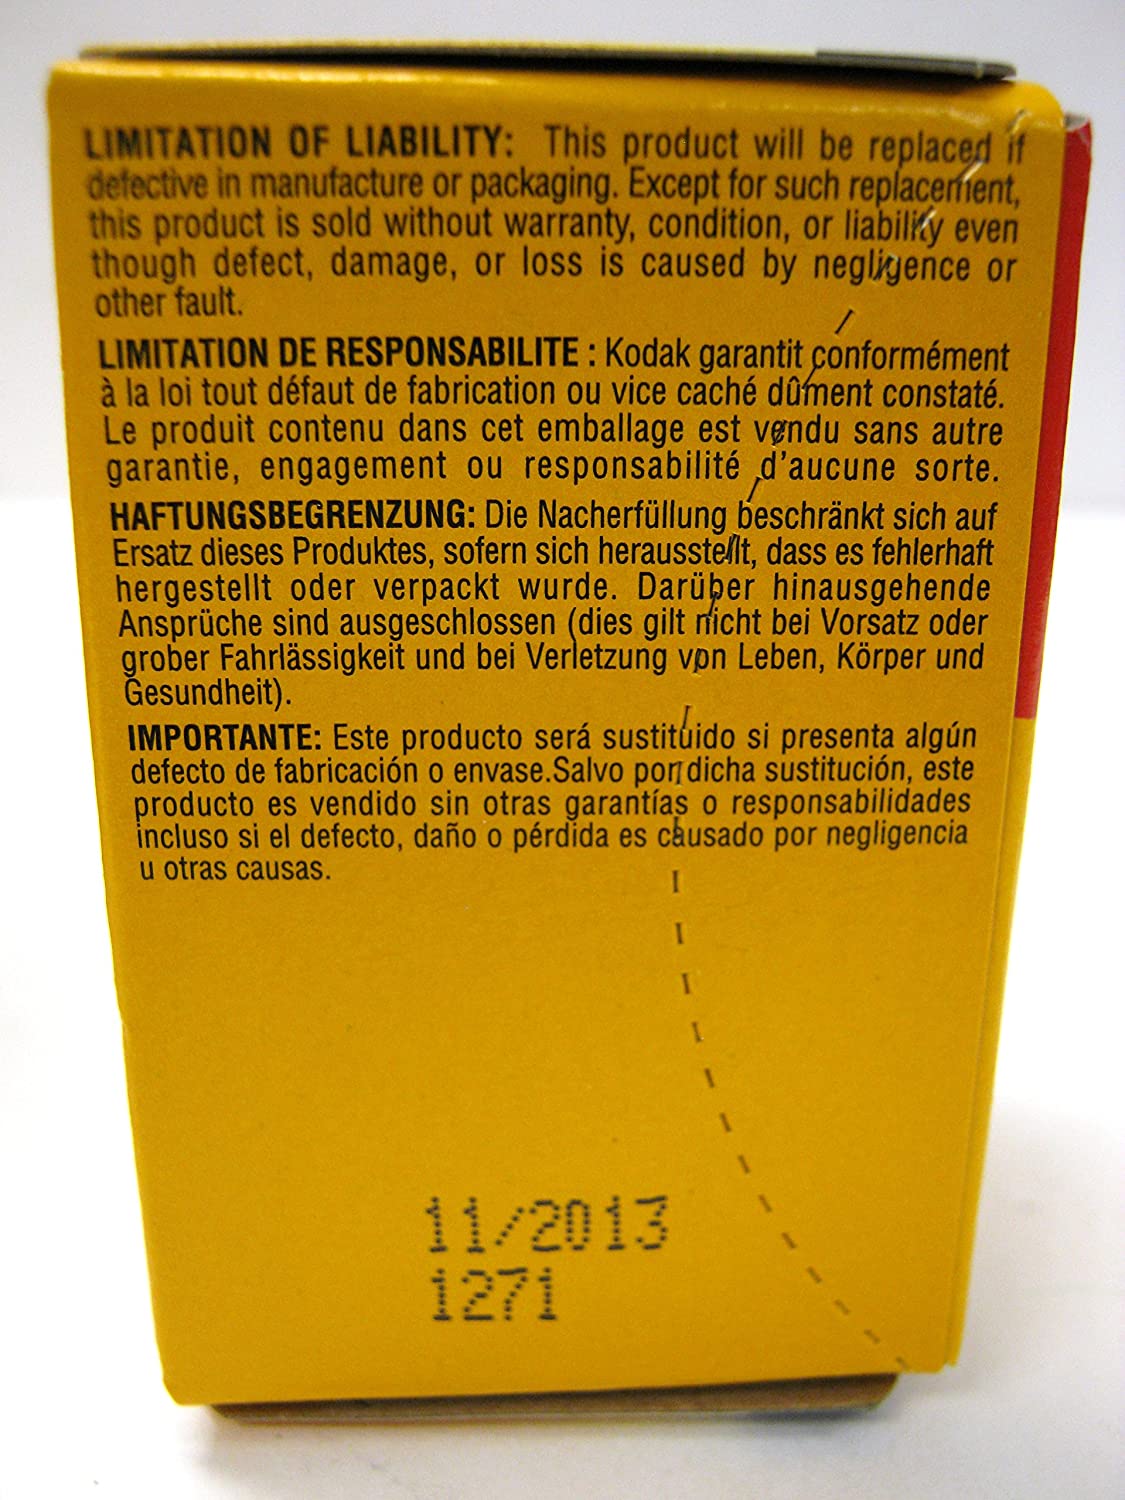 LIMITATION OF LIABILITY: This product will be replaced if
defective in manufacture or packaging. Except for such replacement,
this product is sold without warranty, condition, or liability even
though defect, damage, or loss is caused by negligence or
other fault.
LIMITATION DE RESPONSABILITE : Kodak garantit conformément
à la loi tout défaut de fabrication ou vice caché dûment constaté.
Le produit contenu dans cet emballage est vendu sans autre
garantie, engagement ou responsabilité d'aucune sorte.
HAFTUNGSBEGRENZUNG: Die Nacherfüllung beschränkt sich auf
Ersatz dieses Produktes, sofern sich herausstellt, dass es fehlerhaft
hergestellt oder verpackt wurde. Darüber hinausgehende
Ansprüche sind ausgeschlossen (dies gilt nicht bei Vorsatz oder
grober Fahrlässigkeit und bei Verletzung von Leben, Körper und
Gesundheit).
IMPORTANTE: Este producto será sustituido si presenta algún
defecto de fabricación o envase.Salvo por dicha sustitución, este
producto es vendido sin otras garantías o responsabilidades
incluso si el defecto, daño o pérdida es causado por negligencia
u otras causas.
11/2013
1271